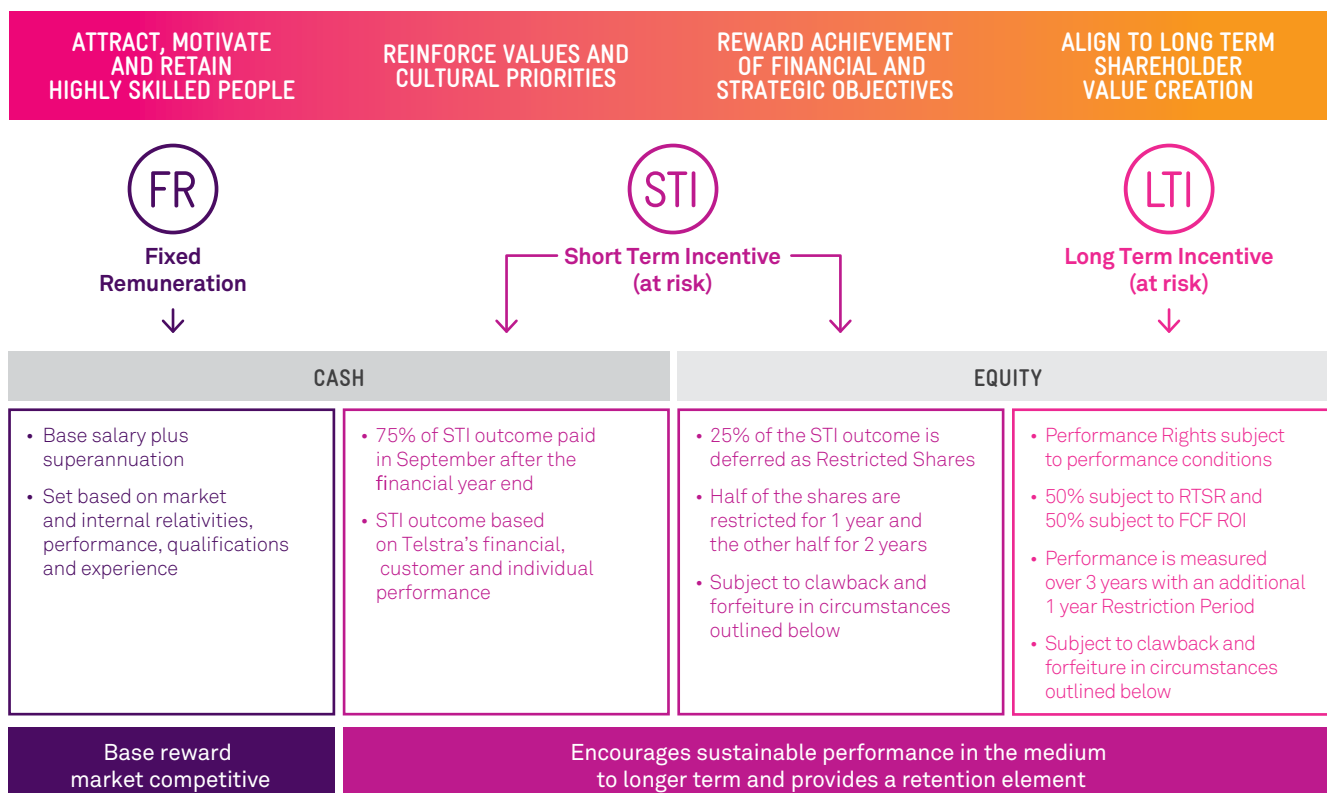 ATTRACT, MOTIVATE
AND RETAIN
HIGHLY SKILLED PEOPLE
REINFORCE VALUES AND
CULTURAL PRIORITIES
REWARD ACHIEVEMENT
OF FINANCIAL AND
STRATEGIC OBJECTIVES
ALIGN TO LONG TERM
SHAREHOLDER
VALUE CREATION
FR
Fixed
Remuneration
STI
Short Term Incentive
(at risk)
LTI
Long Term Incentive
(at risk)
CASH
EQUITY
• Base salary plus
superannuation
• Set based on market
and internal relativities,
performance, qualifications
and experience
• 75% of STI outcome paid
in September after the
financial year end
• STI outcome based
on Telstra's financial,
customer and individual
performance
• 25% of the STI outcome is
deferred as Restricted Shares
• Half of the shares are
restricted for 1 year and
the other half for 2 years
• Subject to clawback and
forfeiture in circumstances
outlined below
• Performance Rights subject
to performance conditions
• 50% subject to RTSR and
50% subject to FCF ROI
• Performance is measured
over 3 years with an additional
1 year Restriction Period
• Subject to clawback and
forfeiture in circumstances
outlined below
Base reward
market competitive
Encourages sustainable performance in the medium
to longer term and provides a retention element